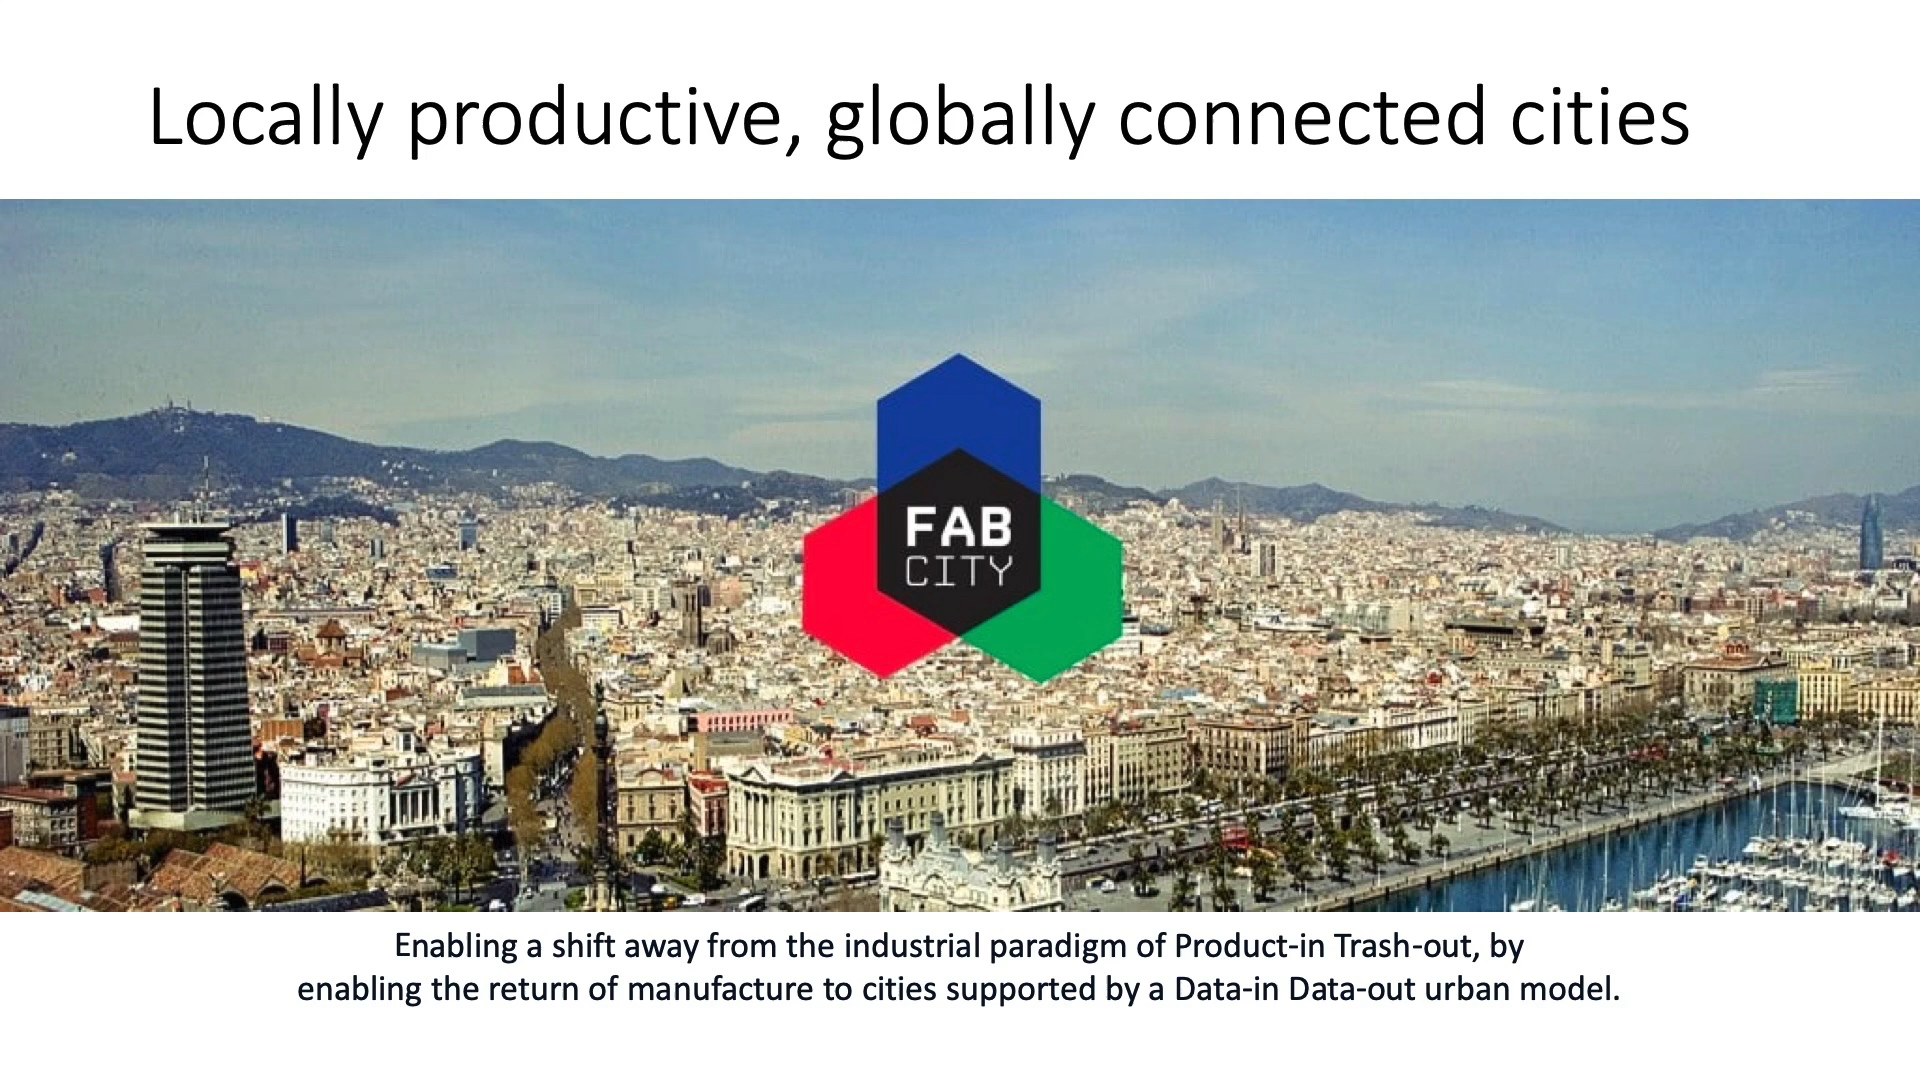 Locally productive, globally connected cities
FAB
CITY
Enabling a shift away from the industrial paradigm of Product-in Trash-out, by
enabling the return of manufacture to cities supported by a Data-in Data-out urban model.